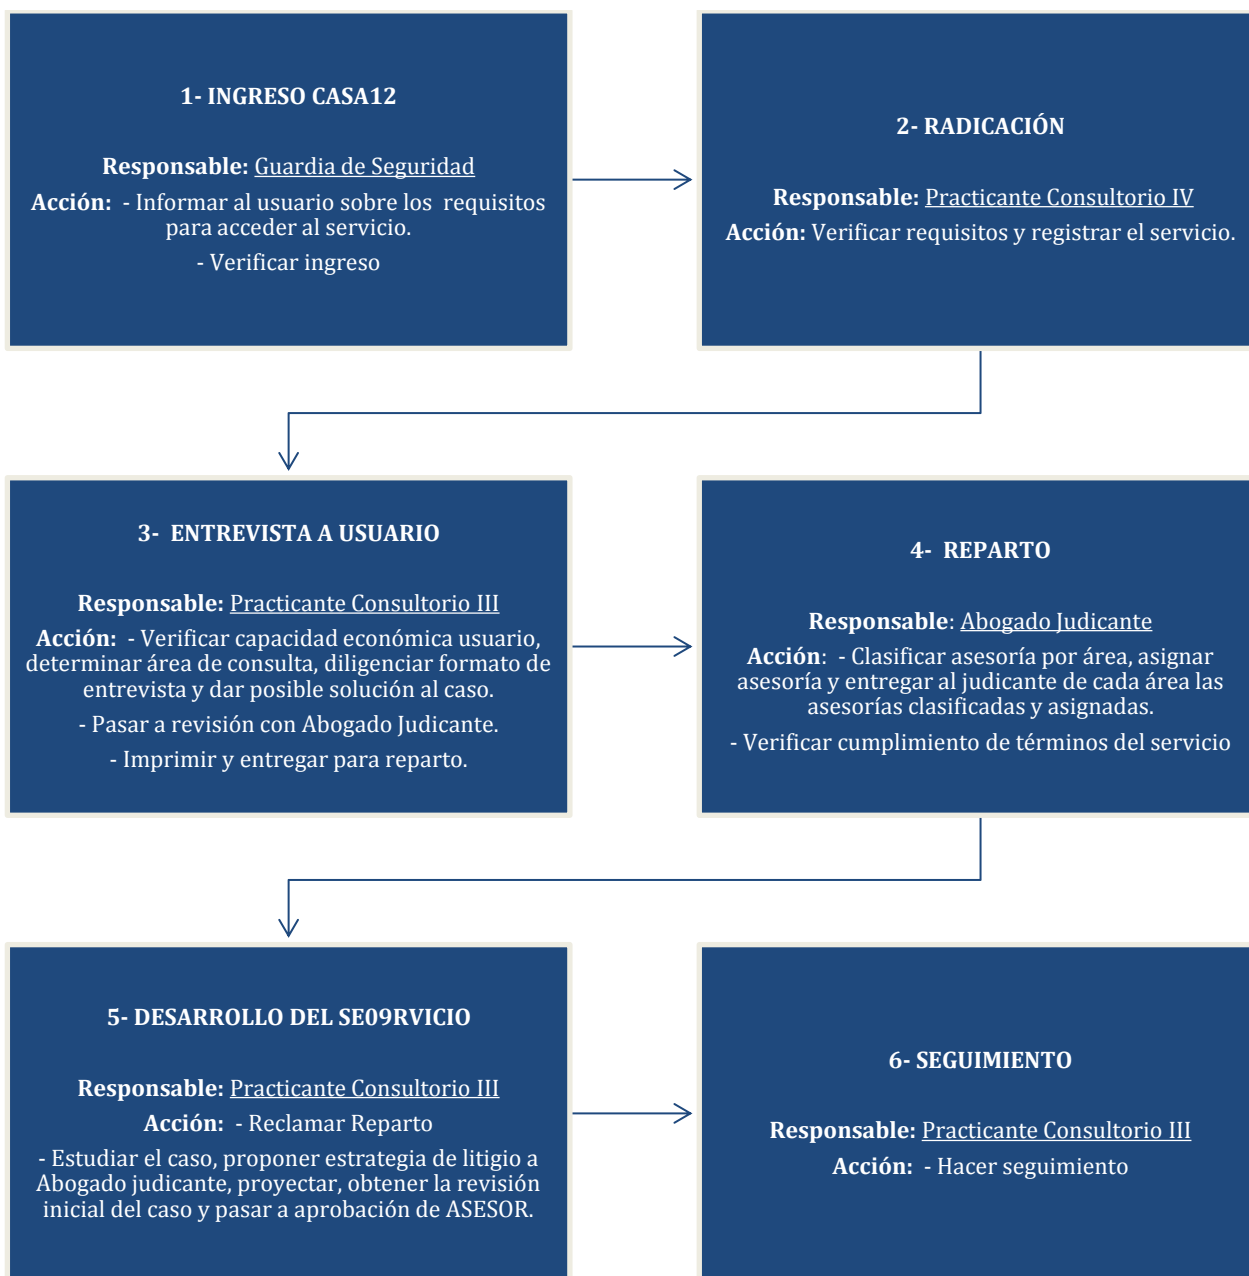 1- INGRESO CASA12
Responsable: Guardia de Seguridad
Acción:  - Informar al usuario sobre los  requisitos
para acceder al servicio.
- Verificar ingreso
2- RADICACIÓN
Responsable: Practicante Consultorio IV
Acción: Verificar requisitos y registrar el servicio.
3-  ENTREVISTA A USUARIO
Responsable: Practicante Consultorio III
Acción:  - Verificar capacidad económica usuario,
determinar área de consulta, diligenciar formato de
entrevista y dar posible solución al caso.
- Pasar a revisión con Abogado Judicante.
- Imprimir y entregar para reparto.
4-  REPARTO
Responsable: Abogado Judicante
Acción:  - Clasificar asesoría por área, asignar
asesoría y entregar al judicante de cada área las
asesorías clasificadas y asignadas.
- Verificar cumplimiento de términos del servicio
5- DESARROLLO DEL SE09RVICIO
Responsable: Practicante Consultorio III
Acción:  - Reclamar Reparto
- Estudiar el caso, proponer estrategia de litigio a
Abogado judicante, proyectar, obtener la revisión
inicial del caso y pasar a aprobación de ASESOR.
6- SEGUIMIENTO
Responsable: Practicante Consultorio III
Acción:  - Hacer seguimiento